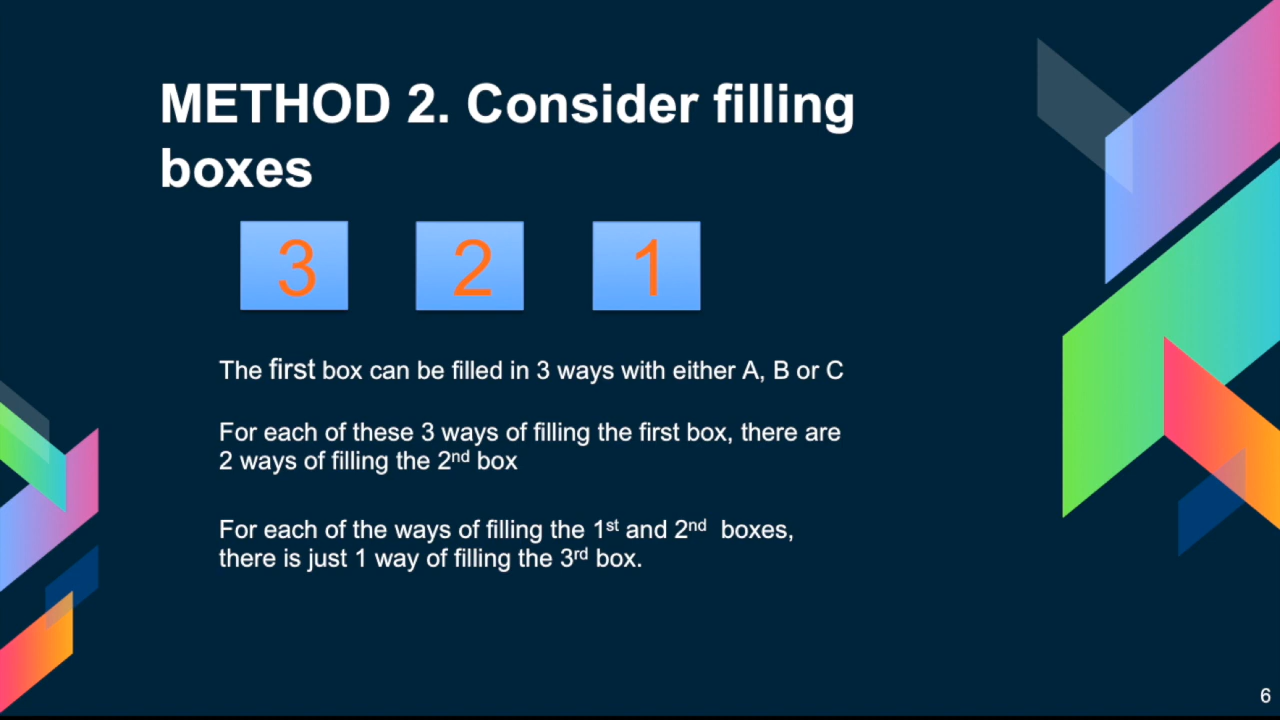 METHOD 2. Consider filling
boxes
3 2 1
The first box can be filled in 3 ways with either A, B or C
For each of these 3 ways of filling the first box, there are
2 ways of filling the 2nd box
For each of the ways of filling the 1st and 2nd boxes,
there is just 1 way of filling the 3rd box.
6